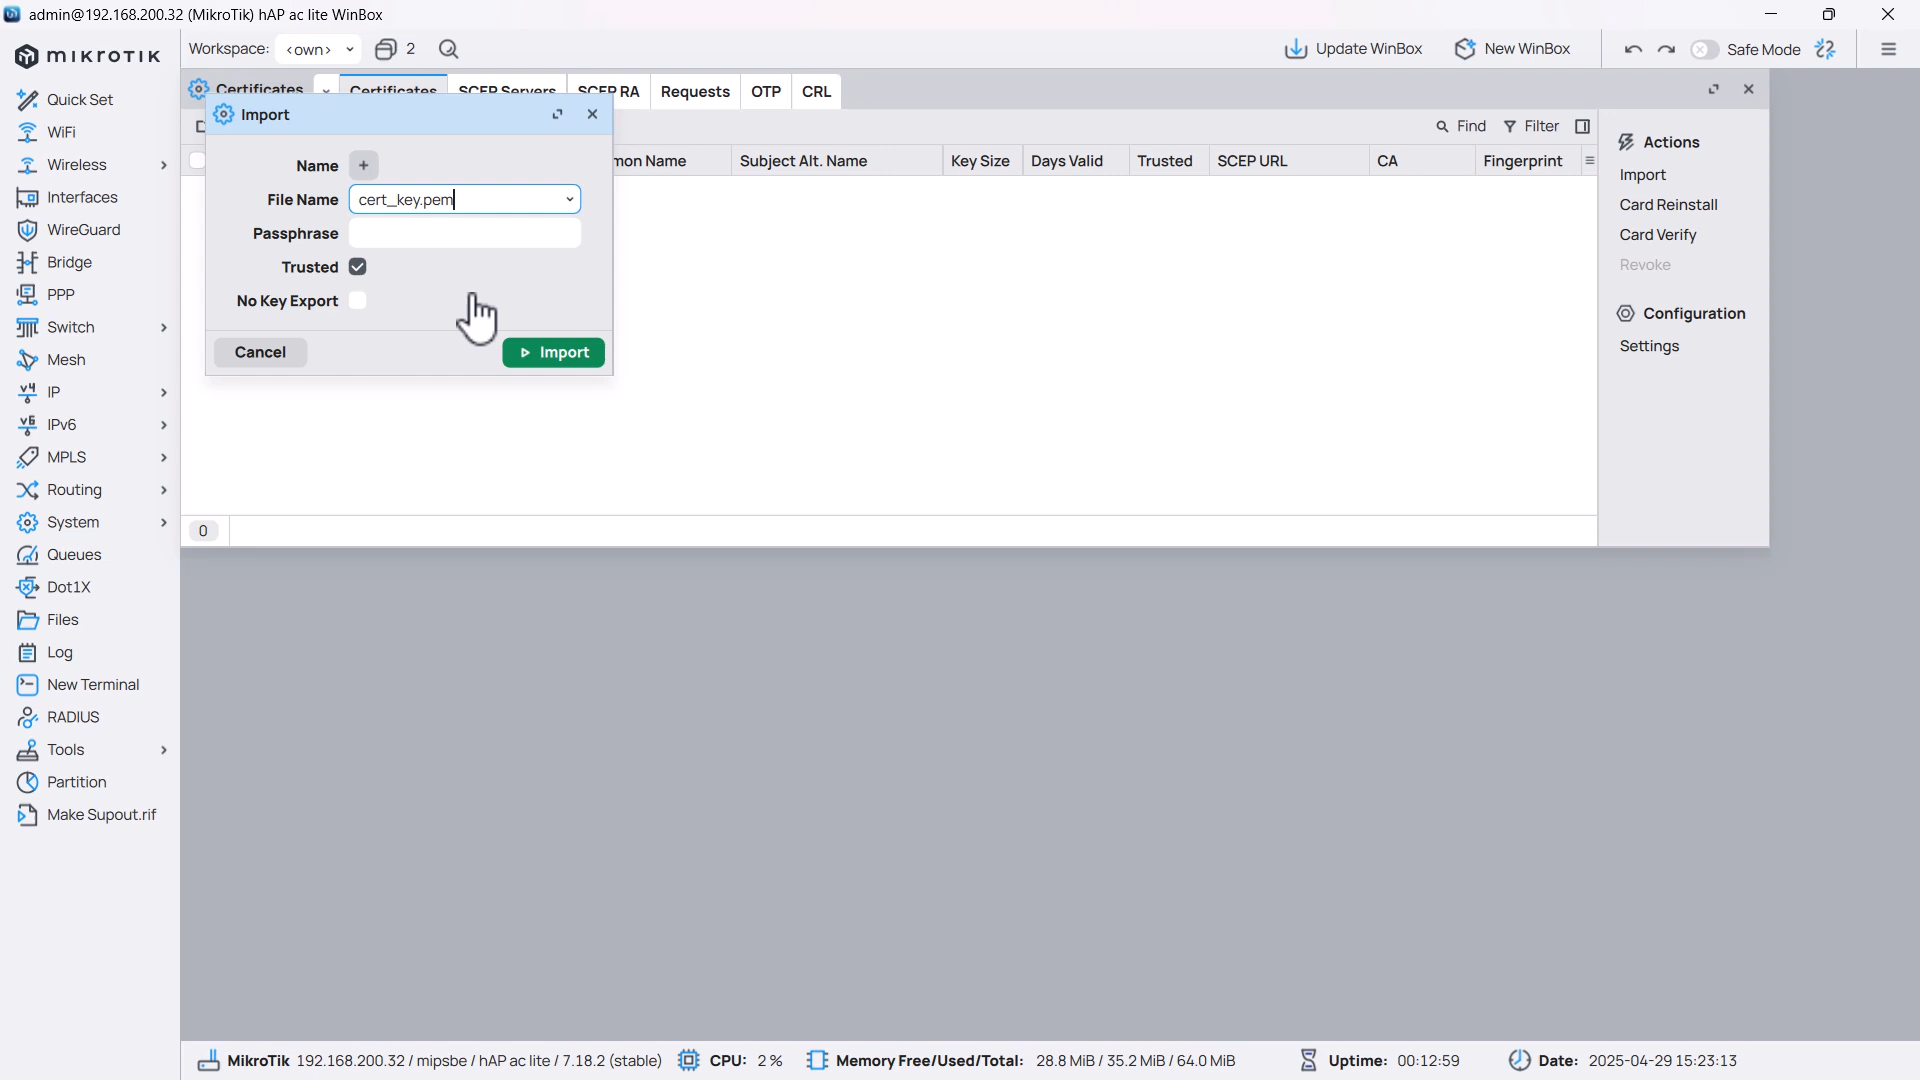 admin@192.168.200.32 (MikroTik) hAP ac lite WinBox
MIKROTIK
Workspace: <own> 2
Update WinBox
New WinBox
Safe Mode
Quick Set
WiFi
Wireless
Interfaces
WireGuard
Bridge
PPP
Switch
Mesh
IP
IPv6
MPLS
Routing
System
Queues
Dot1X
Files
Log
New Terminal
RADIUS
Tools
Partition
Make Supout.rif
Certificates
Certificates
SCEP Servers
SCEP RA
Requests
OTP
CRL
Import
Name +
File Name cert_key.pem
Passphrase
Trusted
No Key Export
Cancel
Import
Find
Filter
mon Name
Subject Alt. Name
Key Size
Days Valid
Trusted
SCEP URL
CA
Fingerprint
0
Actions
Import
Card Reinstall
Card Verify
Revoke
Configuration
Settings
MikroTik 192.168.200.32 / mipsbe / hAP ac lite / 7.18.2 (stable)
CPU: 2 %
Memory Free/Used/Total: 28.8 MiB / 35.2 MiB / 64.0 MiB
Uptime: 00:12:59
Date: 2025-04-29 15:23:13